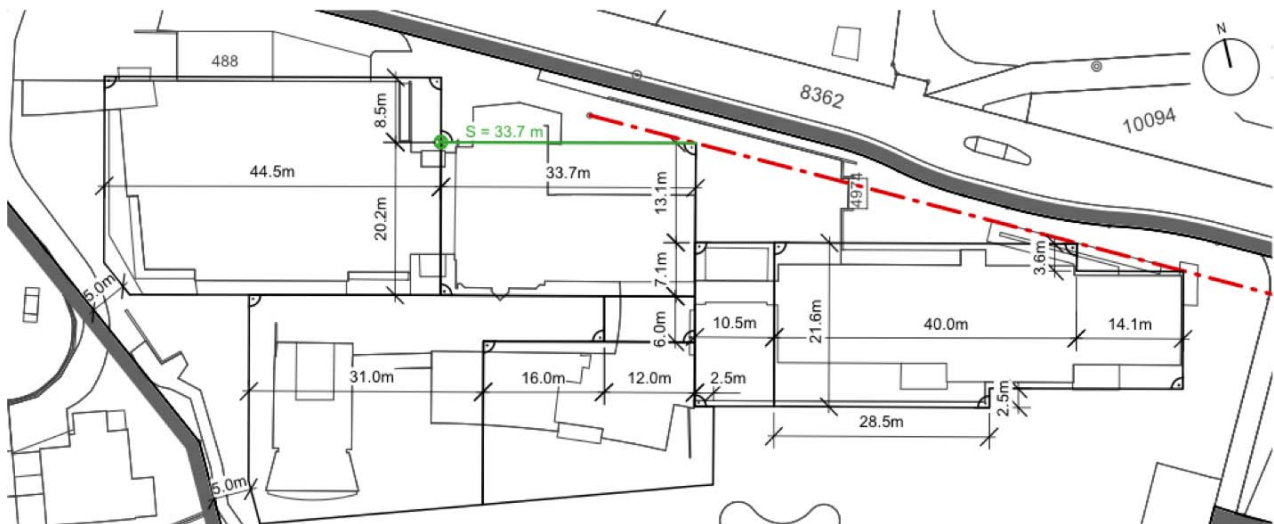 N
488
8362
10094
8.5m
S = 33.7 m
44.5m
33.7m
4974
13.1m
20.2m
3.6m
7.1m
5.0m
6.0m
10.5m
21.6m
40.0m
14.1m
31.0m
16.0m
12.0m
2.5m
2.5m
28.5m
5.0m